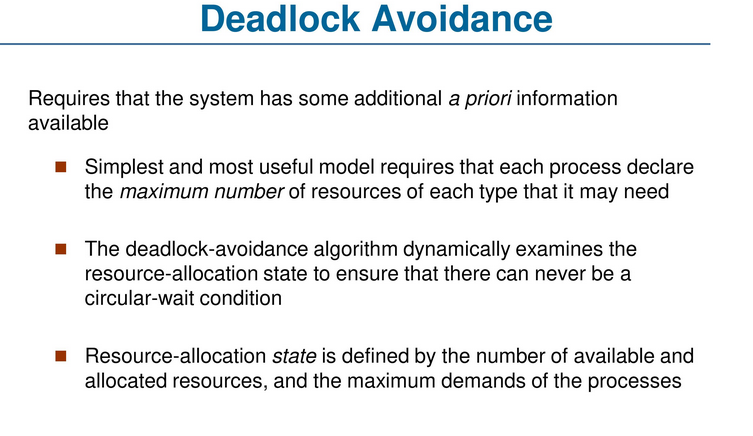 Deadlock Avoidance
Requires that the system has some additional a priori information
available
Simplest and most useful model requires that each process declare
the maximum number of resources of each type that it may need
The deadlock-avoidance algorithm dynamically examines the
resource-allocation state to ensure that there can never be a
circular-wait condition
Resource-allocation state is defined by the number of available and
allocated resources, and the maximum demands of the processes